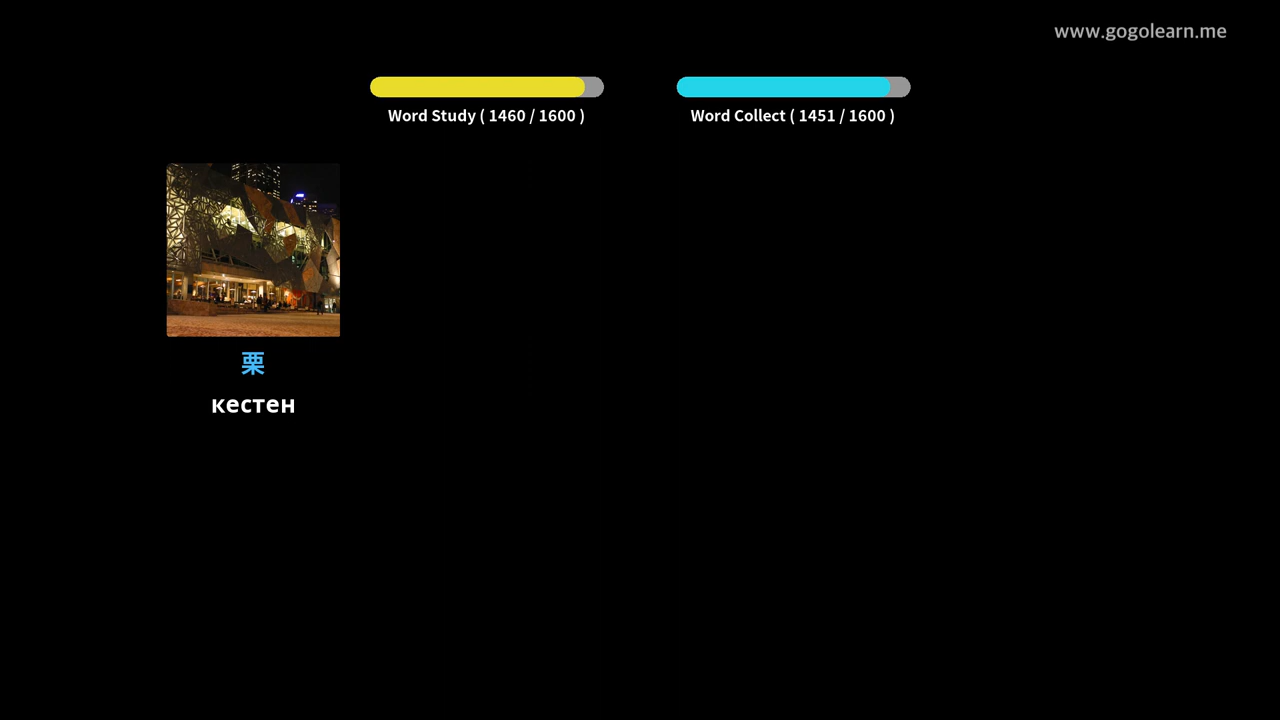 www.gogolearn.me
Word Study ( 1460 / 1600 )
Word Collect ( 1451 / 1600 )
栗
кестен